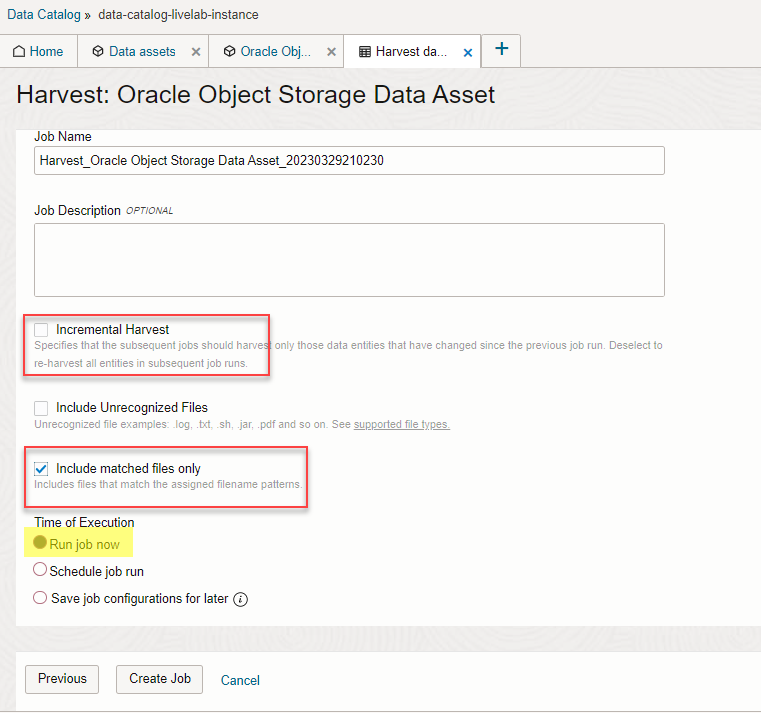 Data Catalog » data-catalog-livelab-instance
Home Data assets Oracle Obj... Harvest da... +
Harvest: Oracle Object Storage Data Asset
Job Name
Harvest_Oracle Object Storage Data Asset_20230329210230
Job Description OPTIONAL
Incremental Harvest
Specifies that the subsequent jobs should harvest only those data entities that have changed since the previous job run. Deselect to
re-harvest all entities in subsequent job runs.
Include Unrecognized Files
Unrecognized file examples: .log, .txt, .sh, .jar, .pdf and so on. See supported file types.
Include matched files only
Includes files that match the assigned filename patterns.
Time of Execution
Run job now
Schedule job run
Save job configurations for later
Previous Create Job Cancel